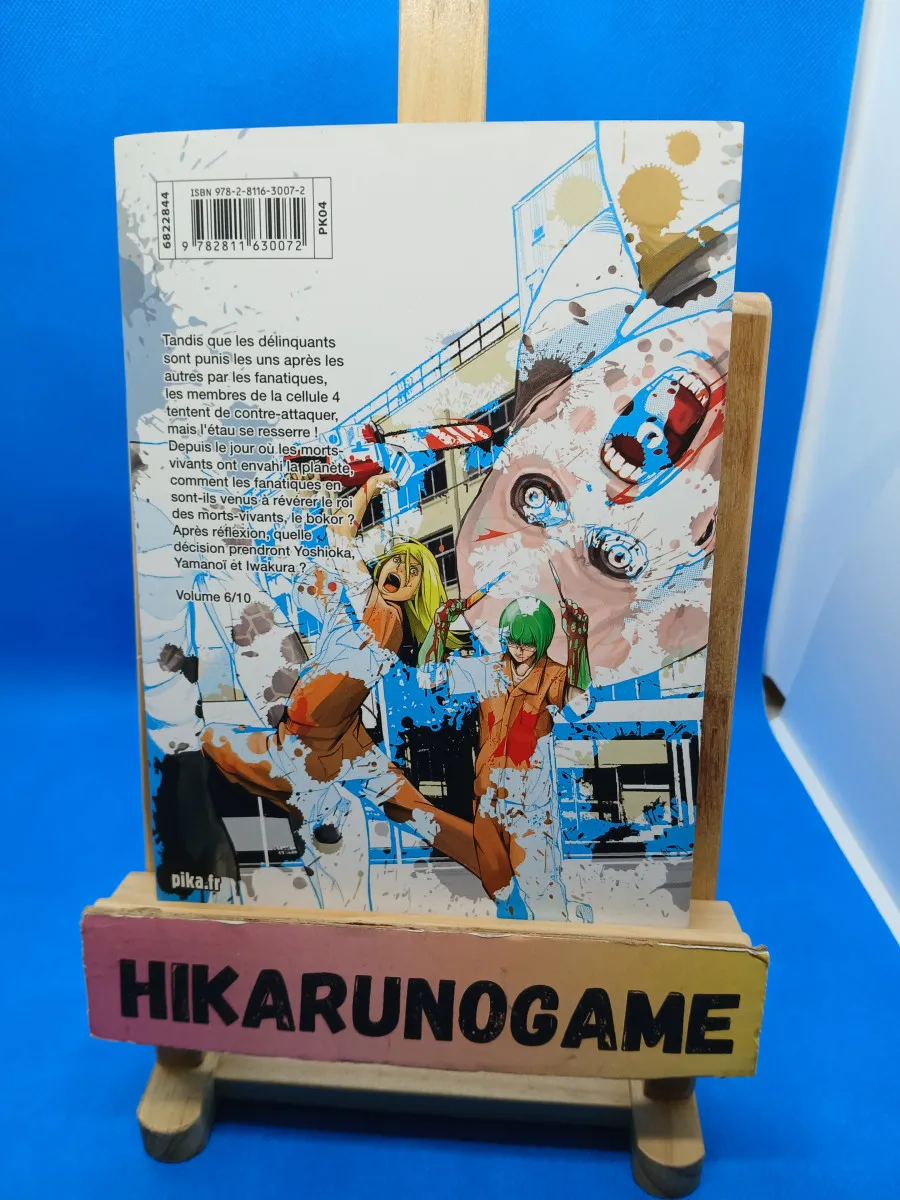 ISBN 978-2-8116-3007-2
6822844
9 782811 630072
PK04
Tandis que les délinquants
sont punis les uns après les
autres par les fanatiques,
les membres de la cellule 4
tentent de contre-attaquer,
mais l'étau se resserre !
Depuis le jour où les morts-
vivants ont envahi la planète,
comment les fanatiques en
sont-ils venus à révérer le roi
des morts-vivants, le bokor ?
Après réflexion, quelle
décision prendront Yoshioka,
Yamanoï et Iwakura ?
Volume 6/10
pika.fr
HIKARUNOGAME